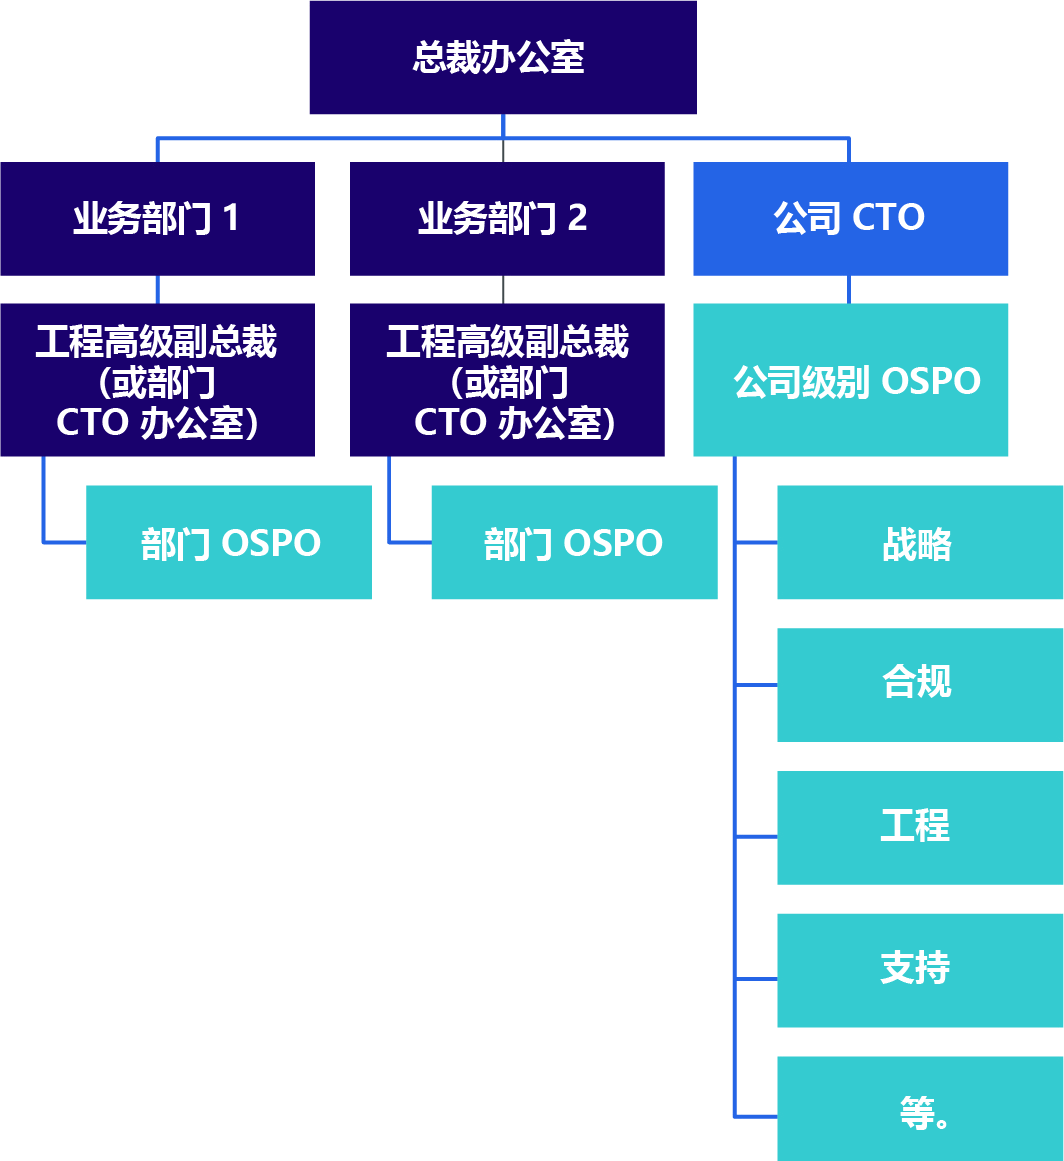 总裁办公室
业务部门 1
业务部门 2
公司 CTO
工程高级副总裁
（或部门
CTO 办公室）
工程高级副总裁
（或部门
CTO 办公室）
公司级别 OSPO
部门 OSPO
部门 OSPO
战略
合规
工程
支持
等。